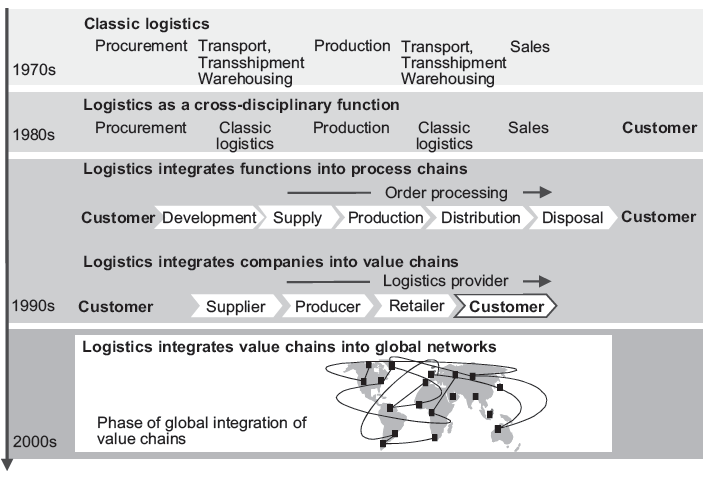 Classic logistics
Procurement Transport, Production Transport, Sales
Transshipment Transshipment
Warehousing Warehousing
1970s
Logistics as a cross-disciplinary function
Procurement Classic Production Classic Sales Customer
logistics logistics
1980s
Logistics integrates functions into process chains
Order processing
Customer Development Supply Production Distribution Disposal Customer
Logistics integrates companies into value chains
Logistics provider
1990s Customer Supplier Producer Retailer Customer
Logistics integrates value chains into global networks
Phase of global integration of
value chains
2000s